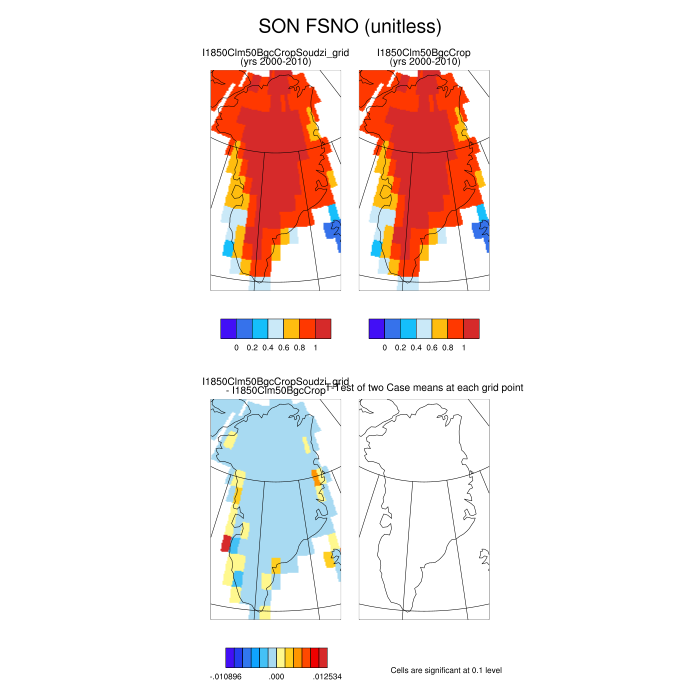 SON FSNO (unitless)
I1850Clm50BgcCropSoudzi_grid
(yrs 2000-2010)
I1850Clm50BgcCrop
(yrs 2000-2010)
0 0.2 0.4 0.6 0.8 1
0 0.2 0.4 0.6 0.8 1
I1850Clm50BgcCropSoudzi_grid
- I1850Clm50BgcCrop
T-Test of two Case means at each grid point
-.010896 .000 .012534
Cells are significant at 0.1 level